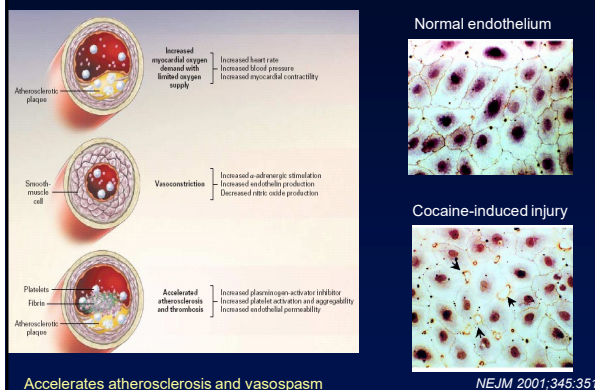 Increased
myocardial oxygen
demand with
limited oxygen
supply
Increased heart rate
Increased blood pressure
Increased myocardial contractility
Atherosclerotic
plaque
Smooth-
muscle
cell
Vasoconstriction
Increased α-adrenergic stimulation
Increased endothelin production
Decreased nitric oxide production
Platelets
Fibrin
Atherosclerotic
plaque
Accelerated
atherosclerosis
and thrombosis
Increased plasminogen-activator inhibitor
Increased platelet activation and aggregability
Increased endothelial permeability
Normal endothelium
Cocaine-induced injury
Accelerates atherosclerosis and vasospasm
NEJM 2001;345:351